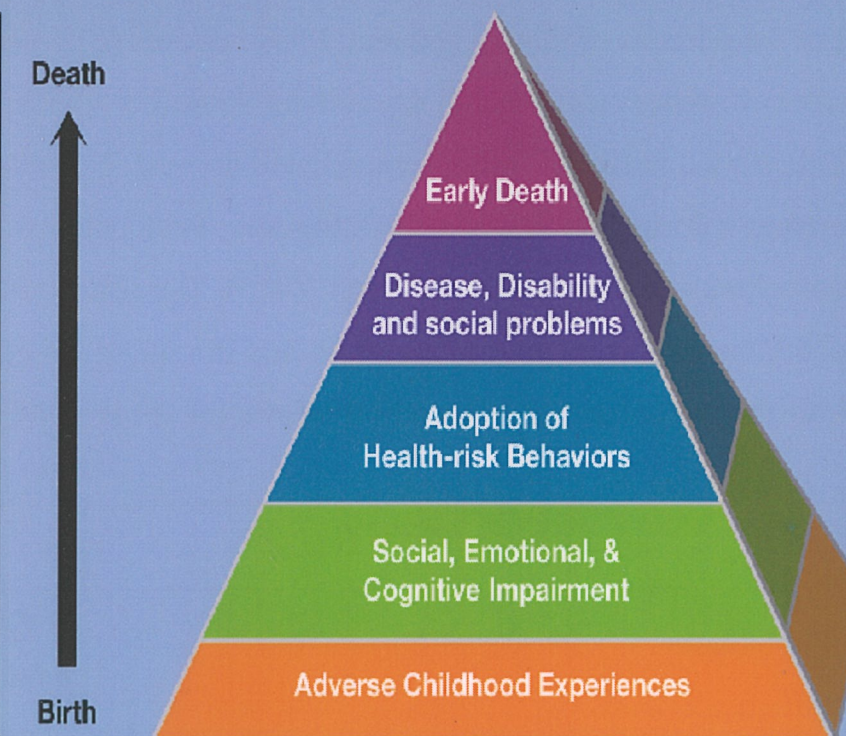 Death
Early Death
Disease, Disability
and social problems
Adoption of
Health-risk Behaviors
Social, Emotional, &
Cognitive Impairment
Adverse Childhood Experiences
Birth